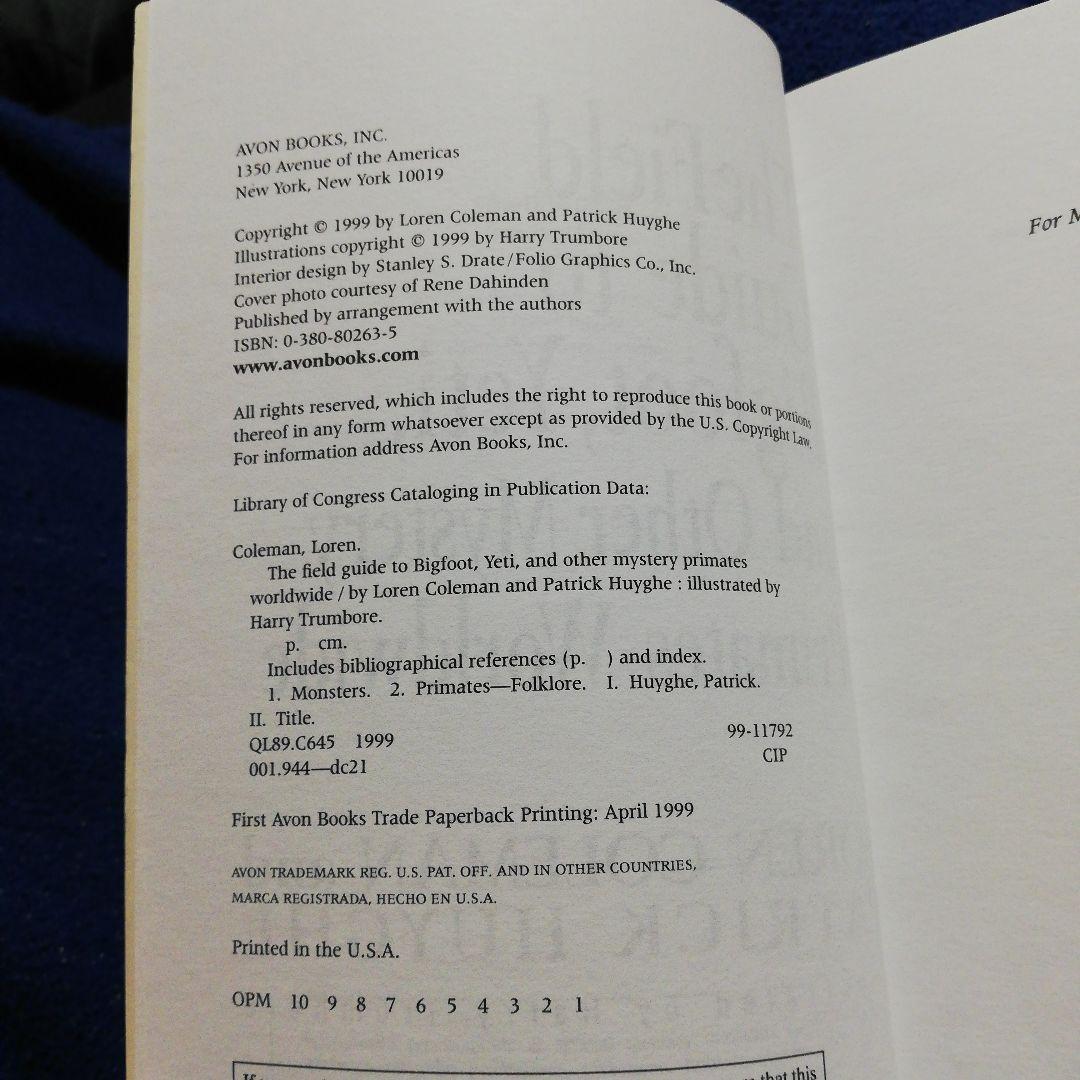 AVON BOOKS, INC.
1350 Avenue of the Americas
New York, New York 10019
Copyright © 1999 by Loren Coleman and Patrick Huyghe
Illustrations copyright © 1999 by Harry Trumbore
Interior design by Stanley S. Drate/Folio Graphics Co., Inc.
Cover photo courtesy of Rene Dahinden
Published by arrangement with the authors
ISBN: 0-380-80263-5
www.avonbooks.com
All rights reserved, which includes the right to reproduce this book or portions
thereof in any form whatsoever except as provided by the U.S. Copyright Law.
For information address Avon Books, Inc.
Library of Congress Cataloging in Publication Data:
Coleman, Loren.
The field guide to Bigfoot, Yeti, and other mystery primates
worldwide / by Loren Coleman and Patrick Huyghe : illustrated by
Harry Trumbore.
p. cm.
Includes bibliographical references (p. ) and index.
1. Monsters. 2. Primates—Folklore. I. Huyghe, Patrick.
II. Title.
QL89.C645 1999 99-11792
001.944—dc21 CIP
First Avon Books Trade Paperback Printing: April 1999
AVON TRADEMARK REG. U.S. PAT. OFF. AND IN OTHER COUNTRIES,
MARCA REGISTRADA, HECHO EN U.S.A.
Printed in the U.S.A.
OPM 10 9 8 7 6 5 4 3 2 1
that this
For M